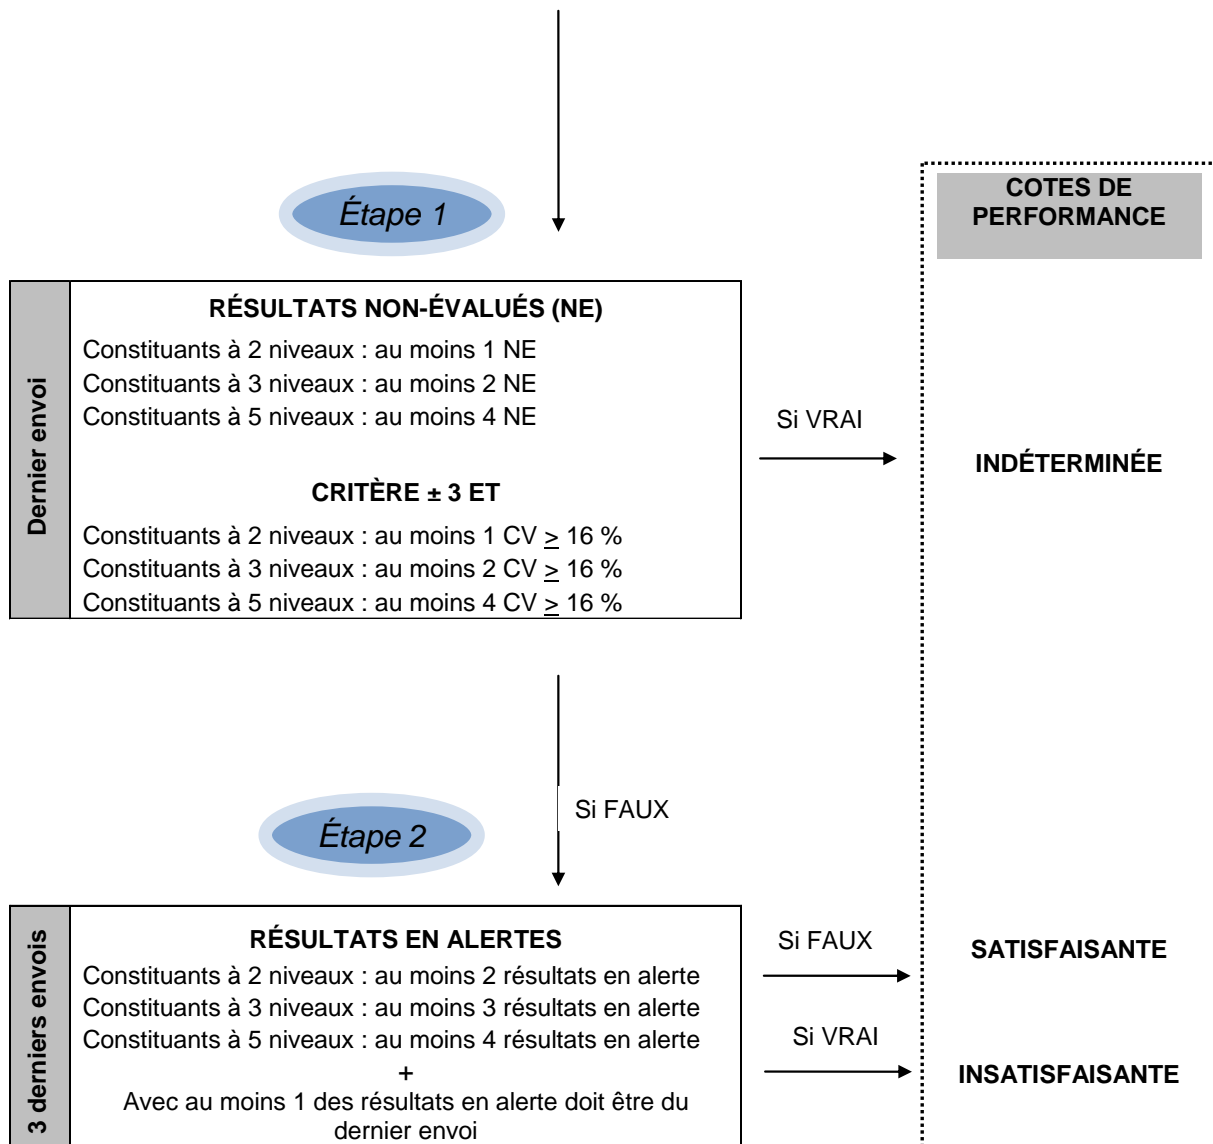 Étape 1
COTES DE
PERFORMANCE
Dernier envoi
RÉSULTATS NON-ÉVALUÉS (NE)
Constituants à 2 niveaux : au moins 1 NE
Constituants à 3 niveaux : au moins 2 NE
Constituants à 5 niveaux : au moins 4 NE
CRITÈRE ± 3 ET
Constituants à 2 niveaux : au moins 1 CV ≥ 16 %
Constituants à 3 niveaux : au moins 2 CV ≥ 16 %
Constituants à 5 niveaux : au moins 4 CV ≥ 16 %
Si VRAI
INDÉTERMINÉE
Si FAUX
Étape 2
3 derniers envois
RÉSULTATS EN ALERTES
Constituants à 2 niveaux : au moins 2 résultats en alerte
Constituants à 3 niveaux : au moins 3 résultats en alerte
Constituants à 5 niveaux : au moins 4 résultats en alerte
+
Avec au moins 1 des résultats en alerte doit être du
dernier envoi
Si FAUX
SATISFAISANTE
Si VRAI
INSATISFAISANTE